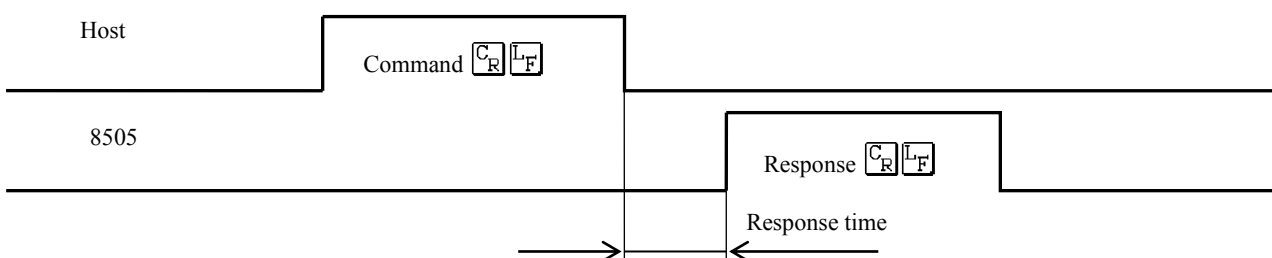 Host
Command CR LF
8505
Response CR LF
Response time